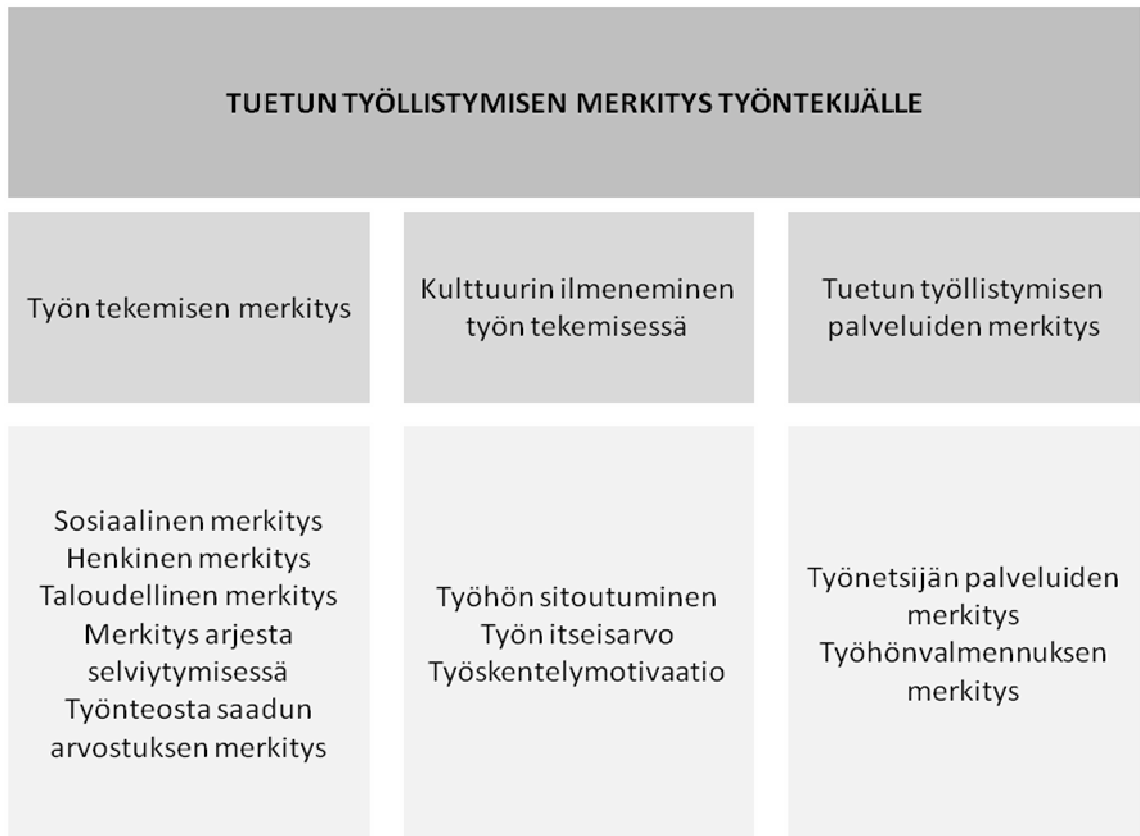 TUETUN TYÖLLISTYMISEN MERKITYS TYÖNTEKIJÄLLE
Työn tekemisen merkitys
Kulttuurin ilmeneminen
työn tekemisessä
Tuetun työllistymisen
palveluiden merkitys
Sosiaalinen merkitys
Henkinen merkitys
Taloudellinen merkitys
Merkitys arjesta
selviytymisessä
Työnteosta saadun
arvostuksen merkitys
Työhön sitoutuminen
Työn itseisarvo
Työskentelymotivaatio
Työnetsijän palveluiden
merkitys
Työhönvalmennuksen
merkitys